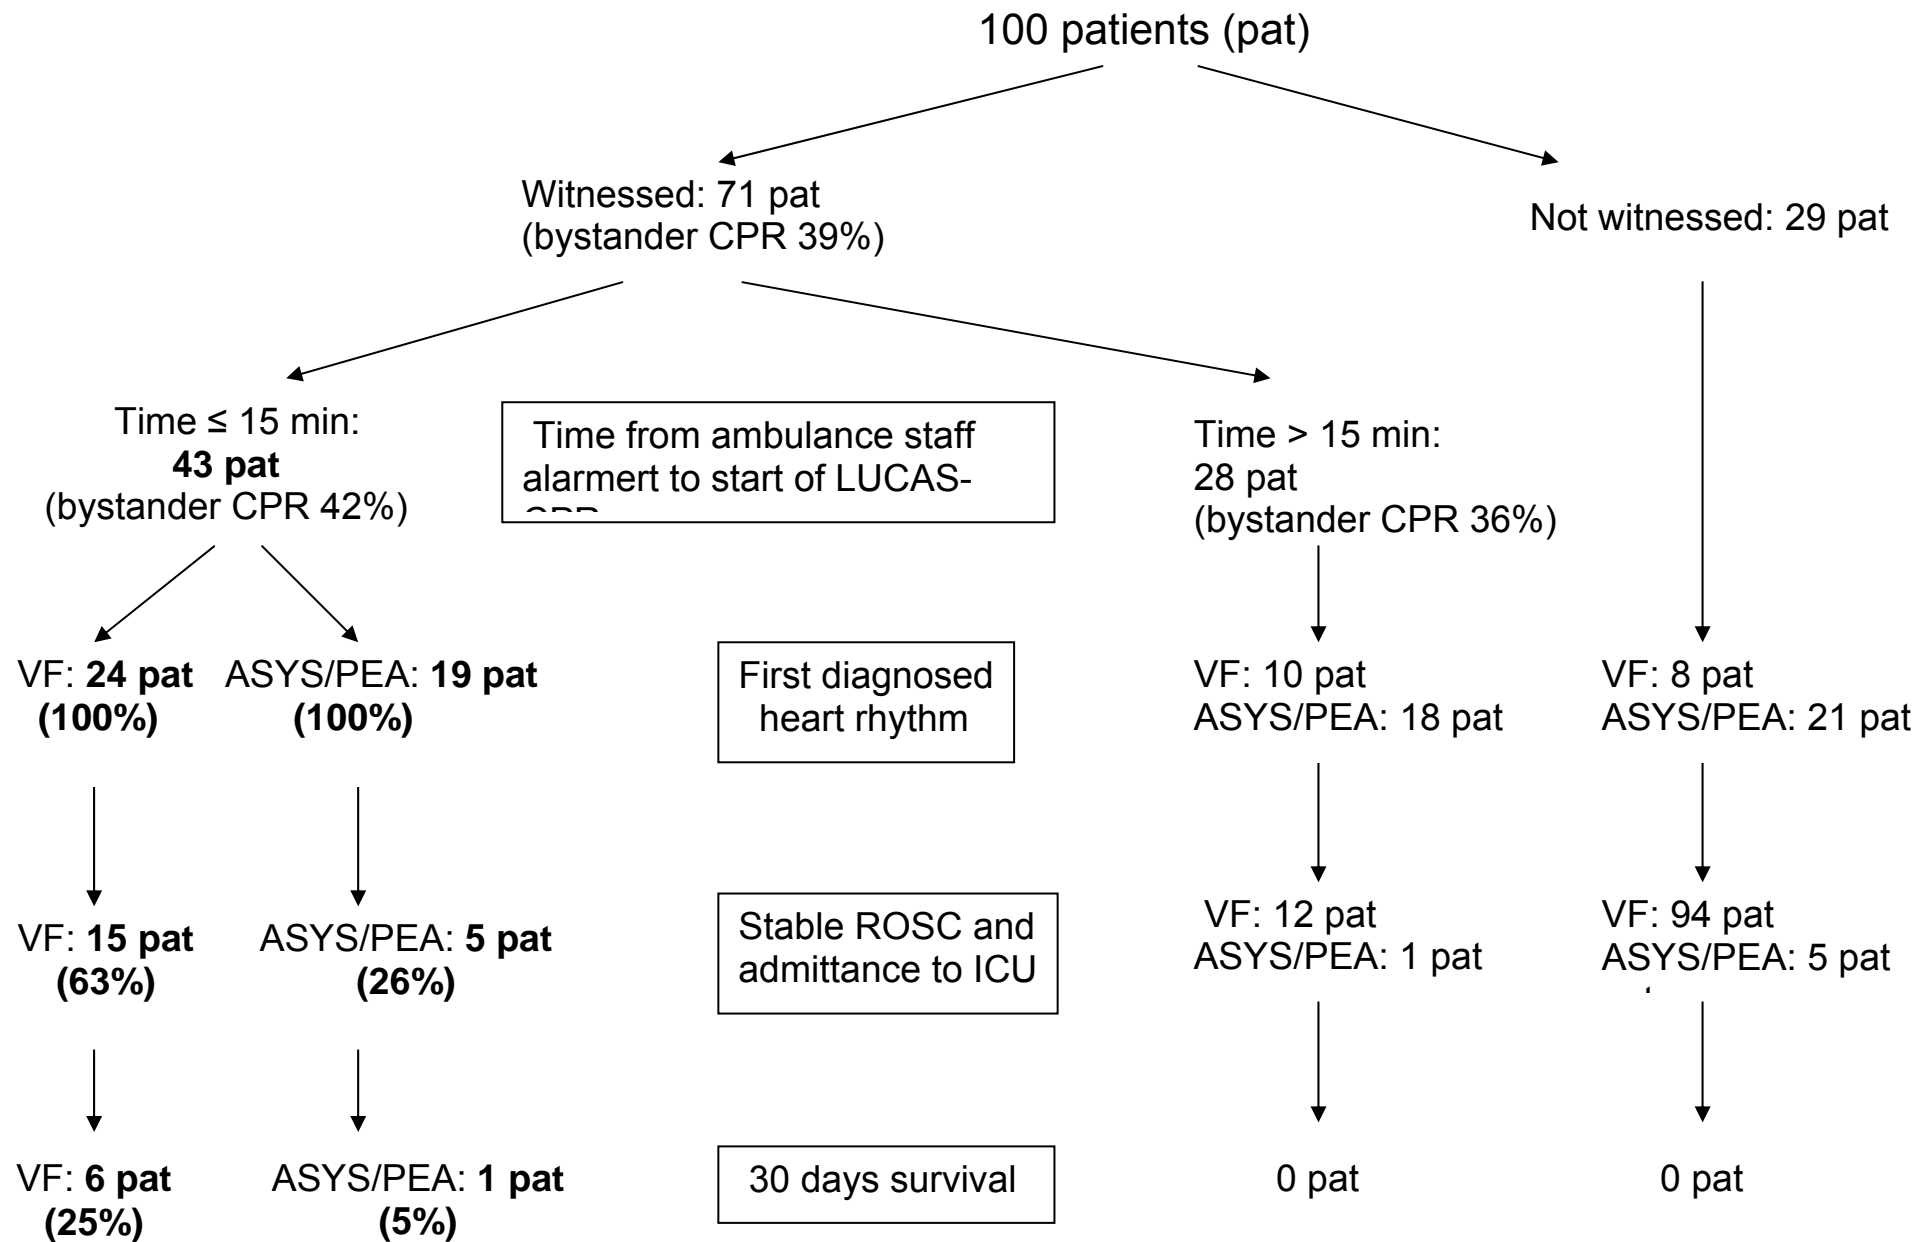 100 patients (pat)
Witnessed: 71 pat
(bystander CPR 39%)
Not witnessed: 29 pat
Time ≤ 15 min:
43 pat
(bystander CPR 42%)
Time from ambulance staff
alarmert to start of LUCAS-
CPR
Time > 15 min:
28 pat
(bystander CPR 36%)
VF: 24 pat
(100%)
ASYS/PEA: 19 pat
(100%)
First diagnosed
heart rhythm
VF: 10 pat
ASYS/PEA: 18 pat
VF: 8 pat
ASYS/PEA: 21 pat
VF: 15 pat
(63%)
ASYS/PEA: 5 pat
(26%)
Stable ROSC and
admittance to ICU
VF: 12 pat
ASYS/PEA: 1 pat
VF: 94 pat
ASYS/PEA: 5 pat
VF: 6 pat
(25%)
ASYS/PEA: 1 pat
(5%)
30 days survival
0 pat
0 pat